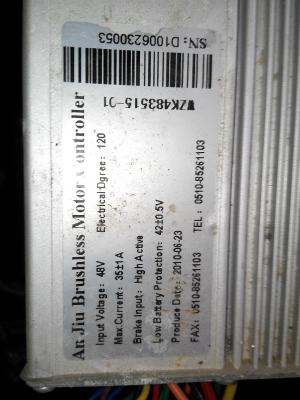 An Jiu Brushless Motor Controller
Input Voltage: 48V Electrical Dgree: 120°
Max.Current: 35±1A
Brake Input: High Active
Low Battery Protection: 42±0.5V
Produce Date: 2010-06-23
FAX: 0510-85261103 TEL: 0510-85261103
WZK483515-01
SN: D1006230053